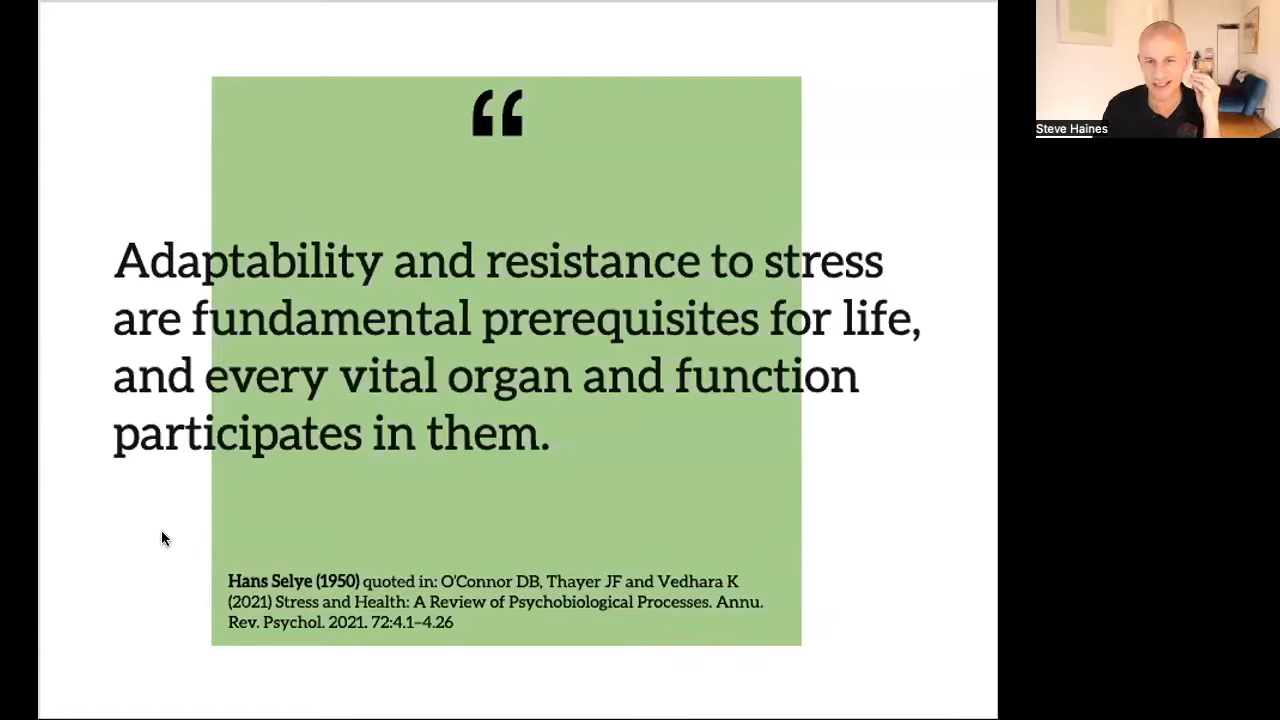 “
Adaptability and resistance to stress
are fundamental prerequisites for life,
and every vital organ and function
participates in them.
Hans Selye (1950) quoted in: O'Connor DB, Thayer JF and Vedhara K
(2021) Stress and Health: A Review of Psychobiological Processes. Annu.
Rev. Psychol. 2021. 72:4.1–4.26
Steve Haines